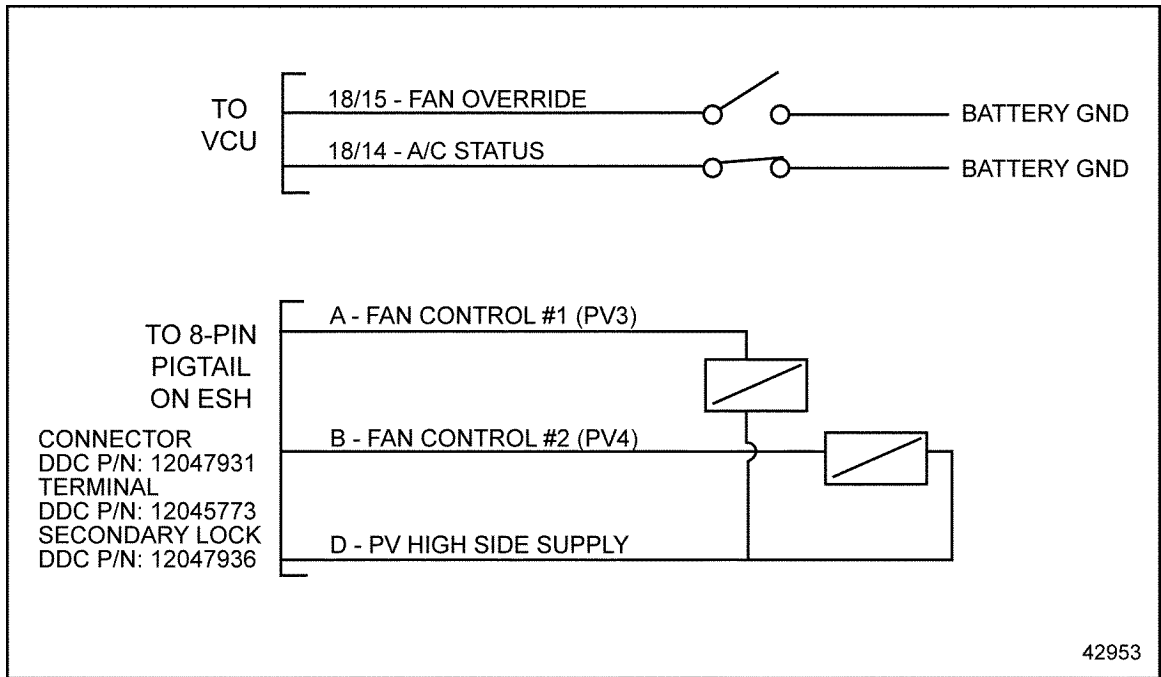 TO
VCU
18/15 - FAN OVERRIDE
BATTERY GND
18/14 - A/C STATUS
BATTERY GND
TO 8-PIN
PIGTAIL
ON ESH
CONNECTOR
DDC P/N: 12047931
TERMINAL
DDC P/N: 12045773
SECONDARY LOCK
DDC P/N: 12047936
A - FAN CONTROL #1 (PV3)
B - FAN CONTROL #2 (PV4)
D - PV HIGH SIDE SUPPLY
42953